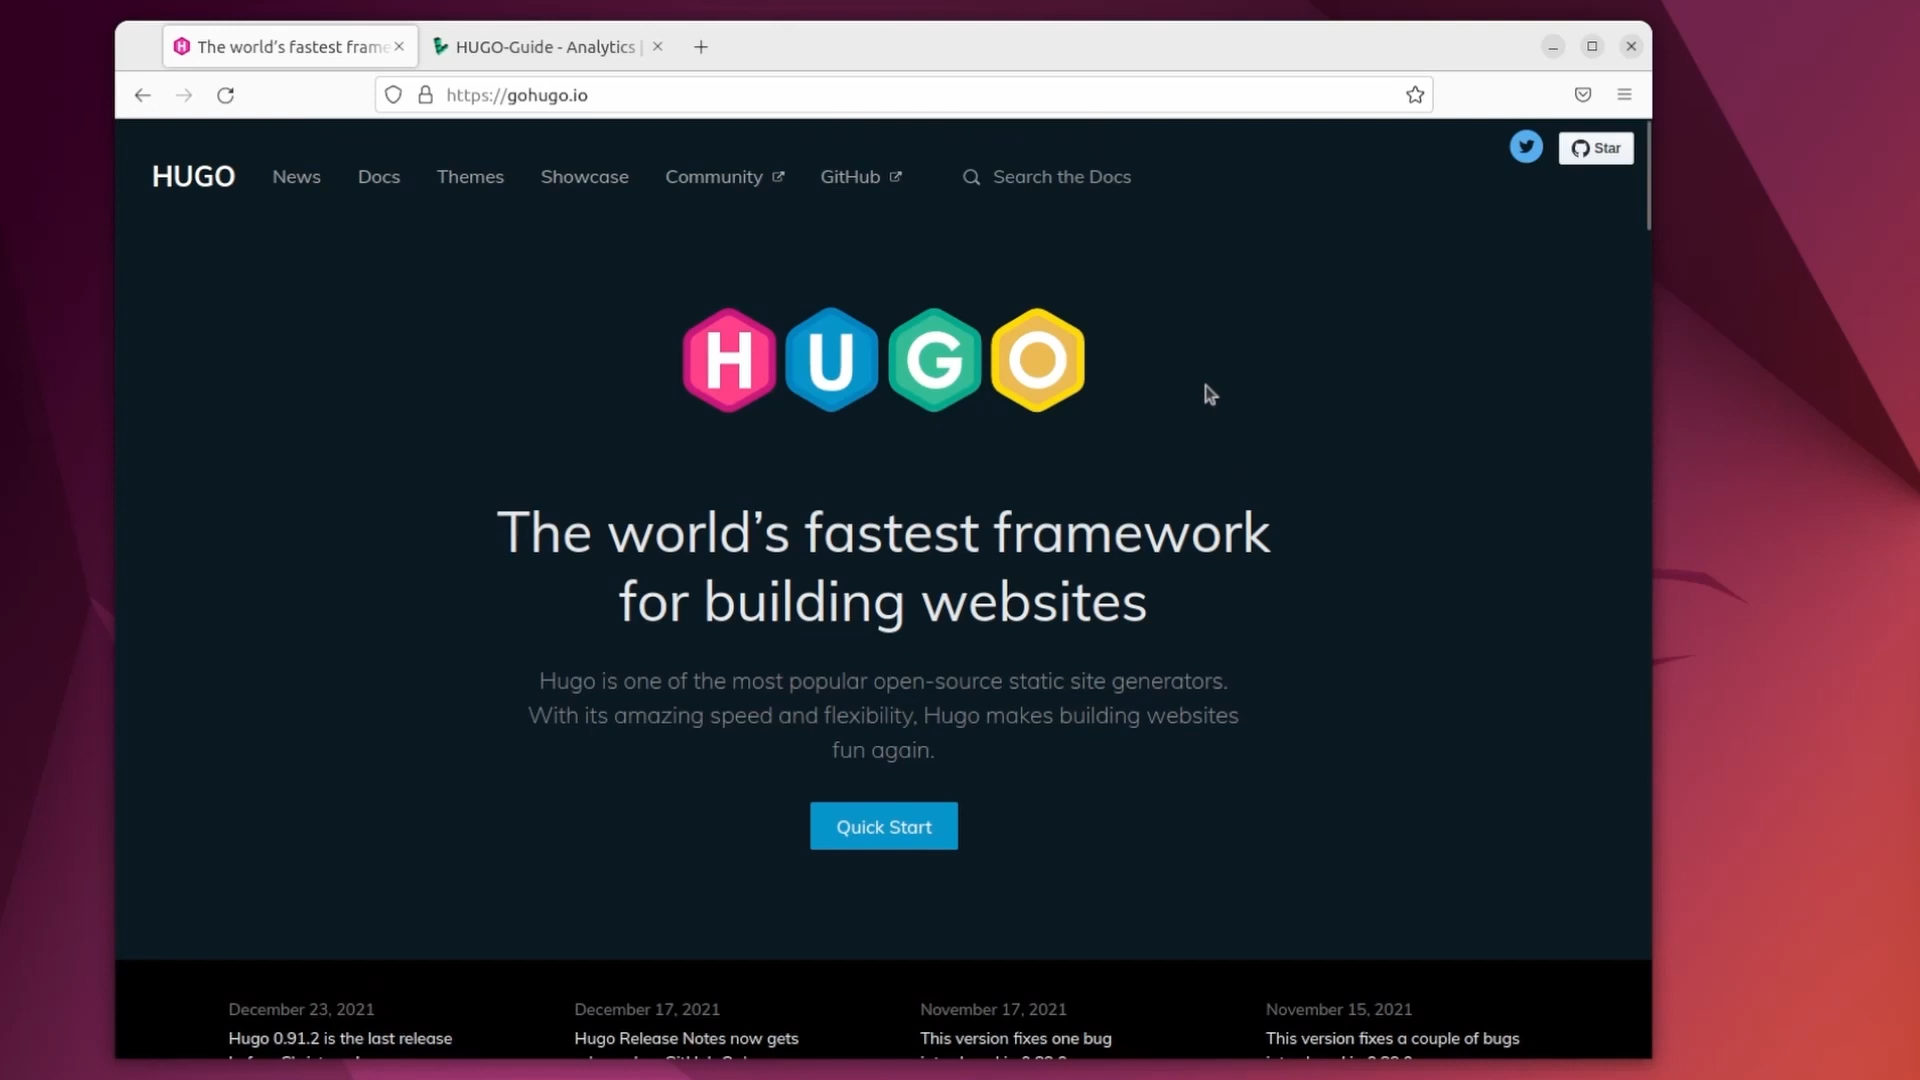 The world's fastest frame
HUGO-Guide - Analytics |
https://gohugo.io
Star
HUGO News Docs Themes Showcase Community GitHub Search the Docs
HUGO
The world's fastest framework
for building websites
Hugo is one of the most popular open-source static site generators.
With its amazing speed and flexibility, Hugo makes building websites
fun again.
Quick Start
December 23, 2021
Hugo 0.91.2 is the last release
December 17, 2021
Hugo Release Notes now gets
November 17, 2021
This version fixes one bug
November 15, 2021
This version fixes a couple of bugs